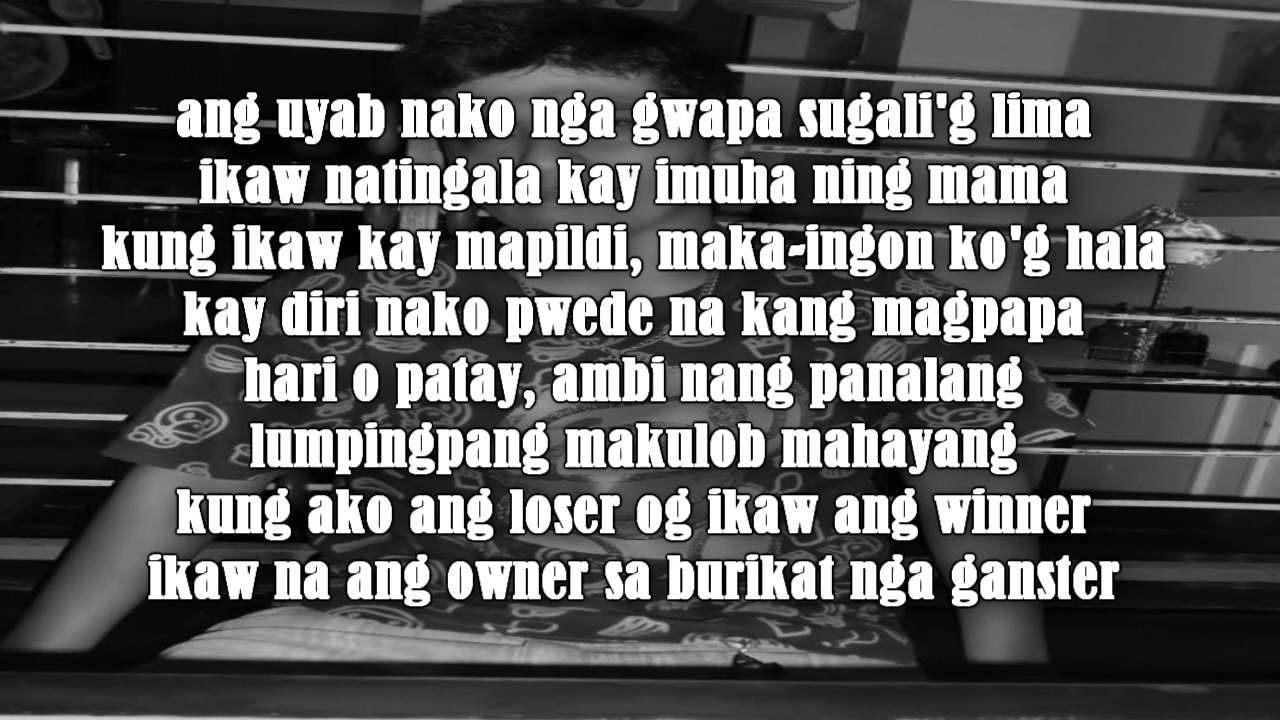 ang uyab nako nga gwapa sugali'g lima
ikaw natingala kay imuha ning mama
kung ikaw kay mapildi, maka-ingon ko'g hala
kay diri nako pwede na kang magpapa
hari o patay, ambi nang panalang
lumpingpang makulob mahayang
kung ako ang loser og ikaw ang winner
ikaw na ang owner sa burikat nga ganster